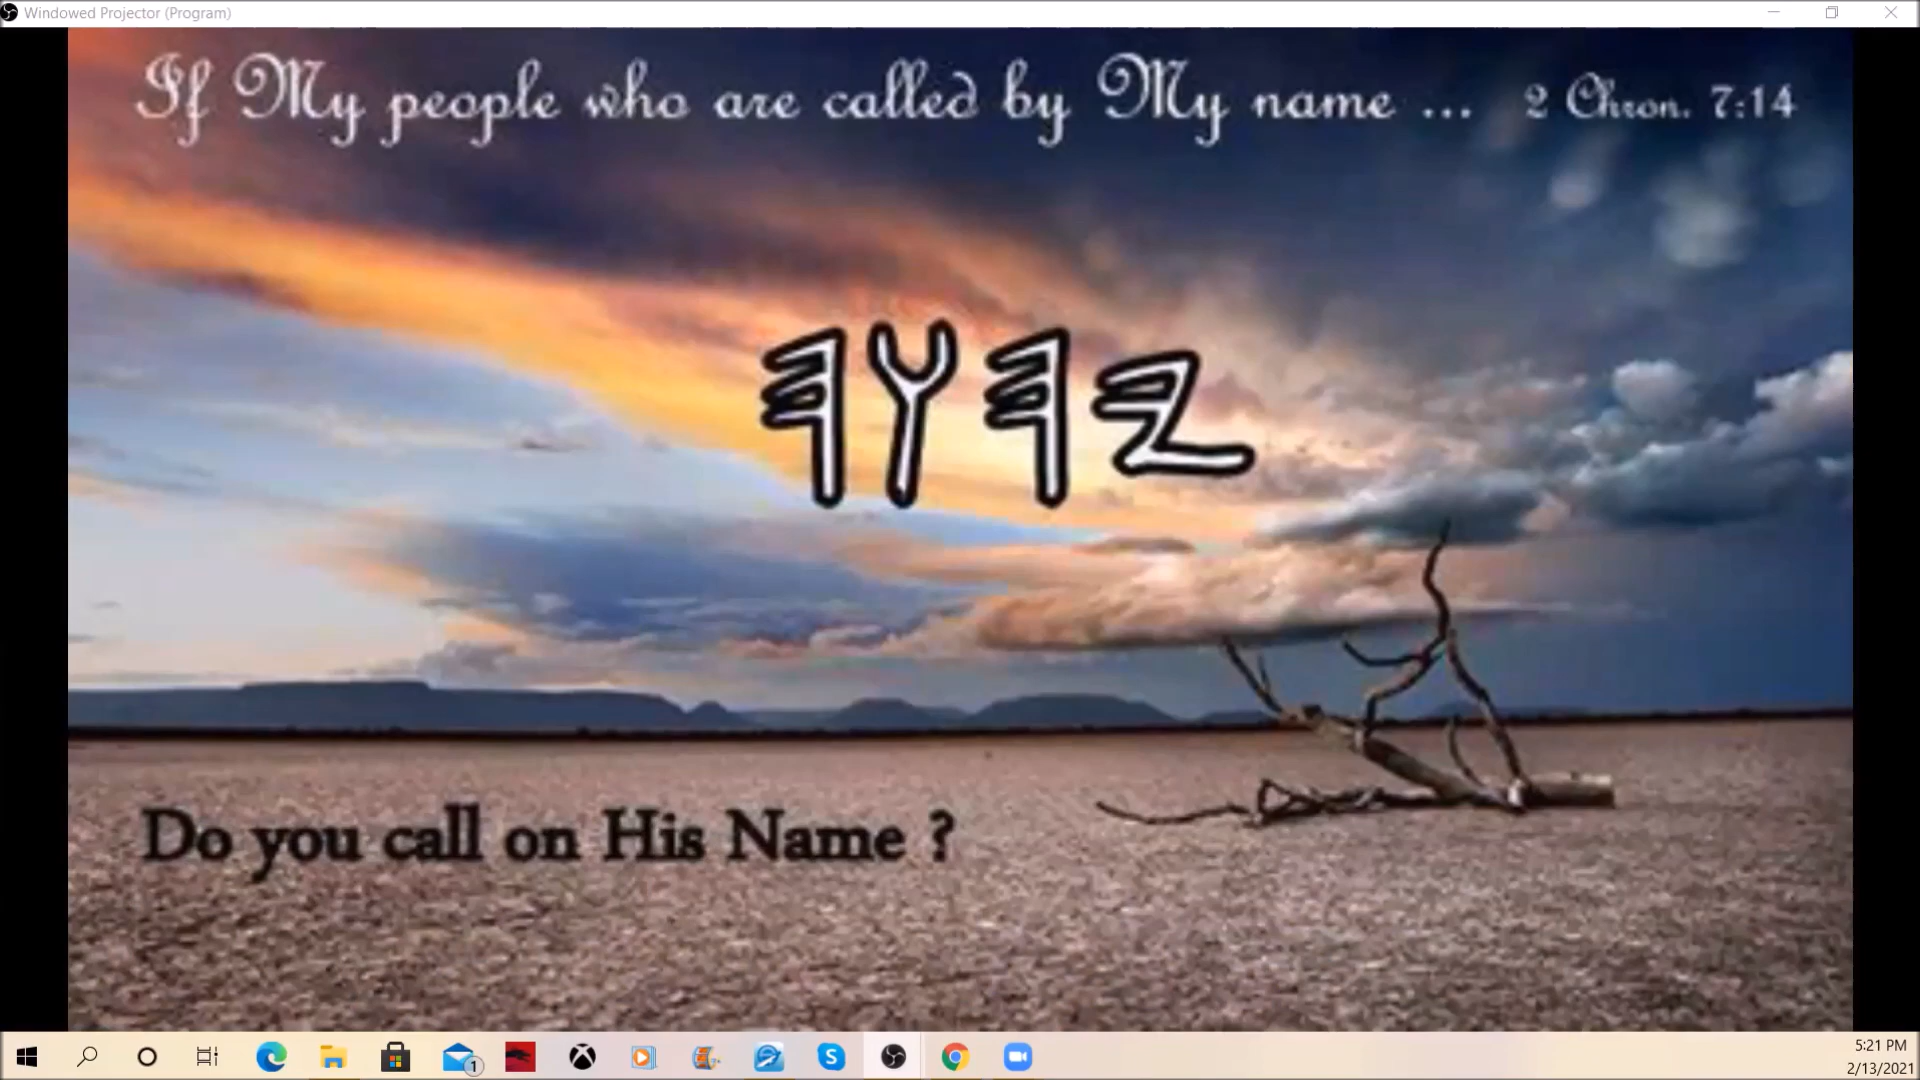 Windowed Projector (Program)
If My people who are called by My name ... 2 Chron. 7:14
𐤉𐤄𐤅𐤄
Do you call on His Name ?
1
5:21 PM
2/13/2021